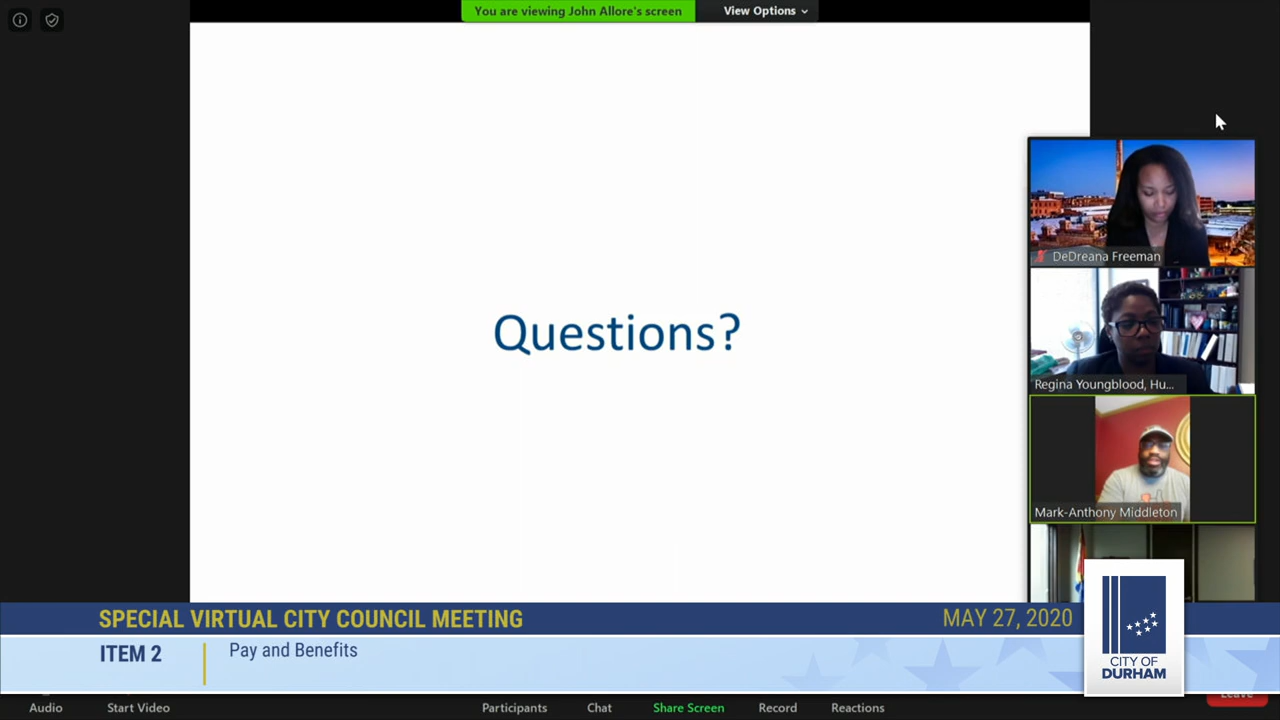 You are viewing John Allore's screen
View Options
Questions?
DeDreana Freeman
Regina Youngblood, Hu...
Mark-Anthony Middleton
SPECIAL VIRTUAL CITY COUNCIL MEETING
MAY 27, 2020
ITEM 2
Pay and Benefits
CITY OF
DURHAM
Leave
Audio
Start Video
Participants
Chat
Share Screen
Record
Reactions